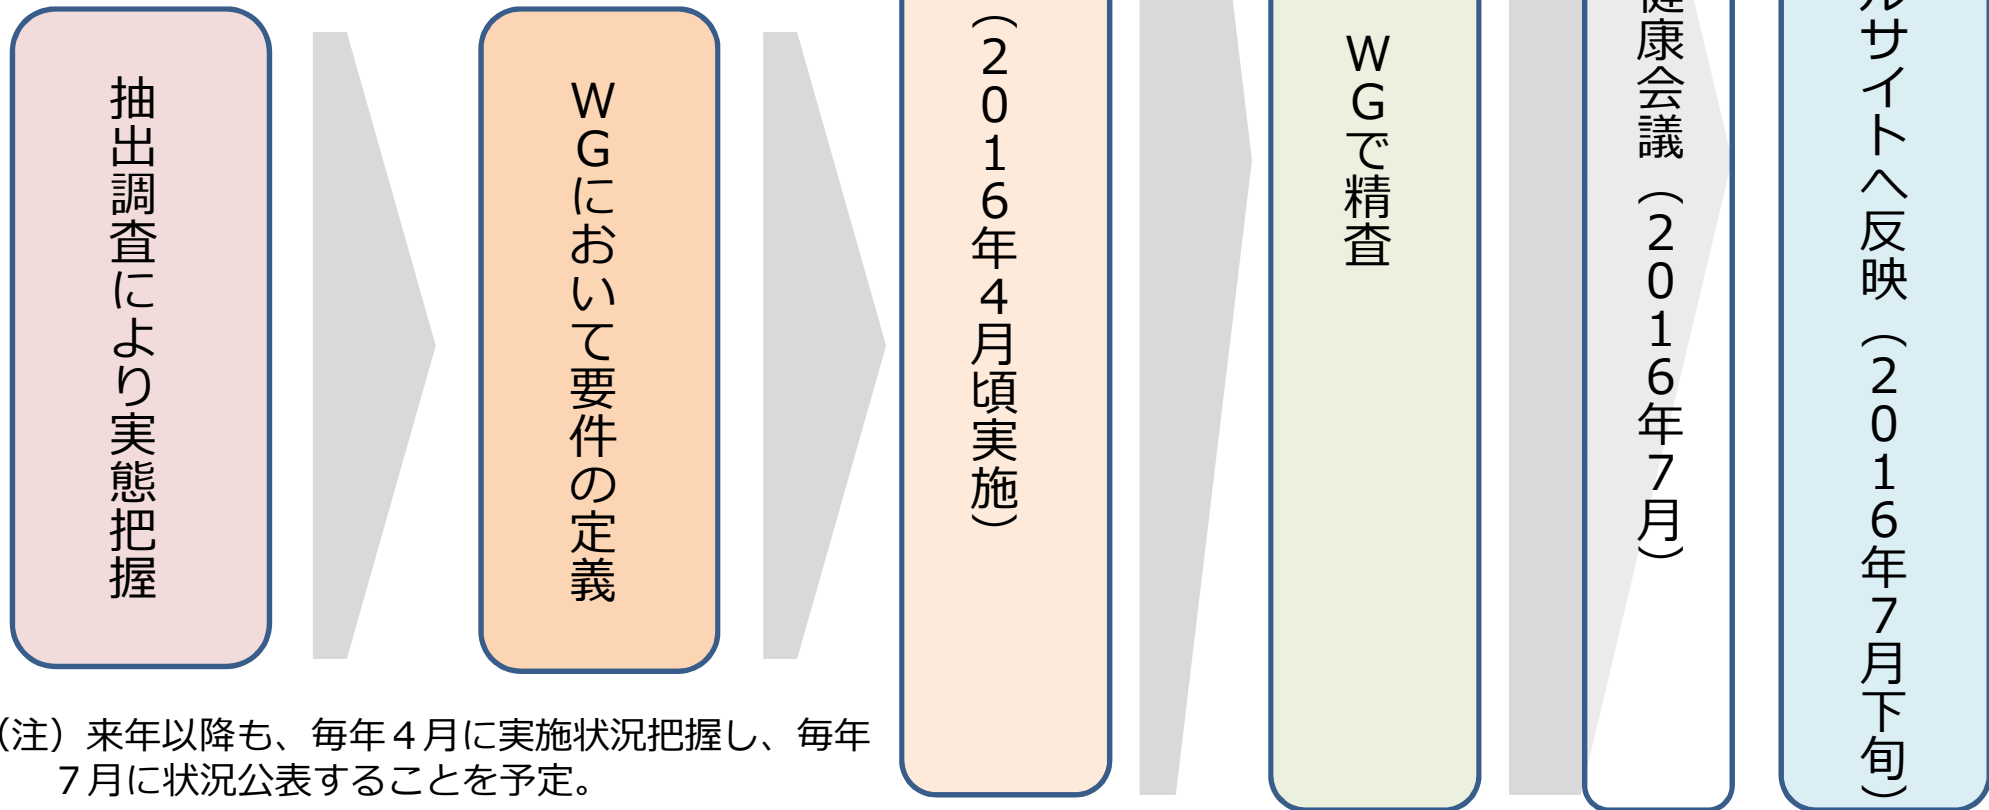 抽出調査により実態把握
ＷＧにおいて要件の定義
（２０１６年４月頃実施）
ＷＧで精査
健康会議（２０１６年７月）
ルサイトへ反映（２０１６年７月下旬）
（注）来年以降も、毎年４月に実施状況把握し、毎年
７月に状況公表することを予定。